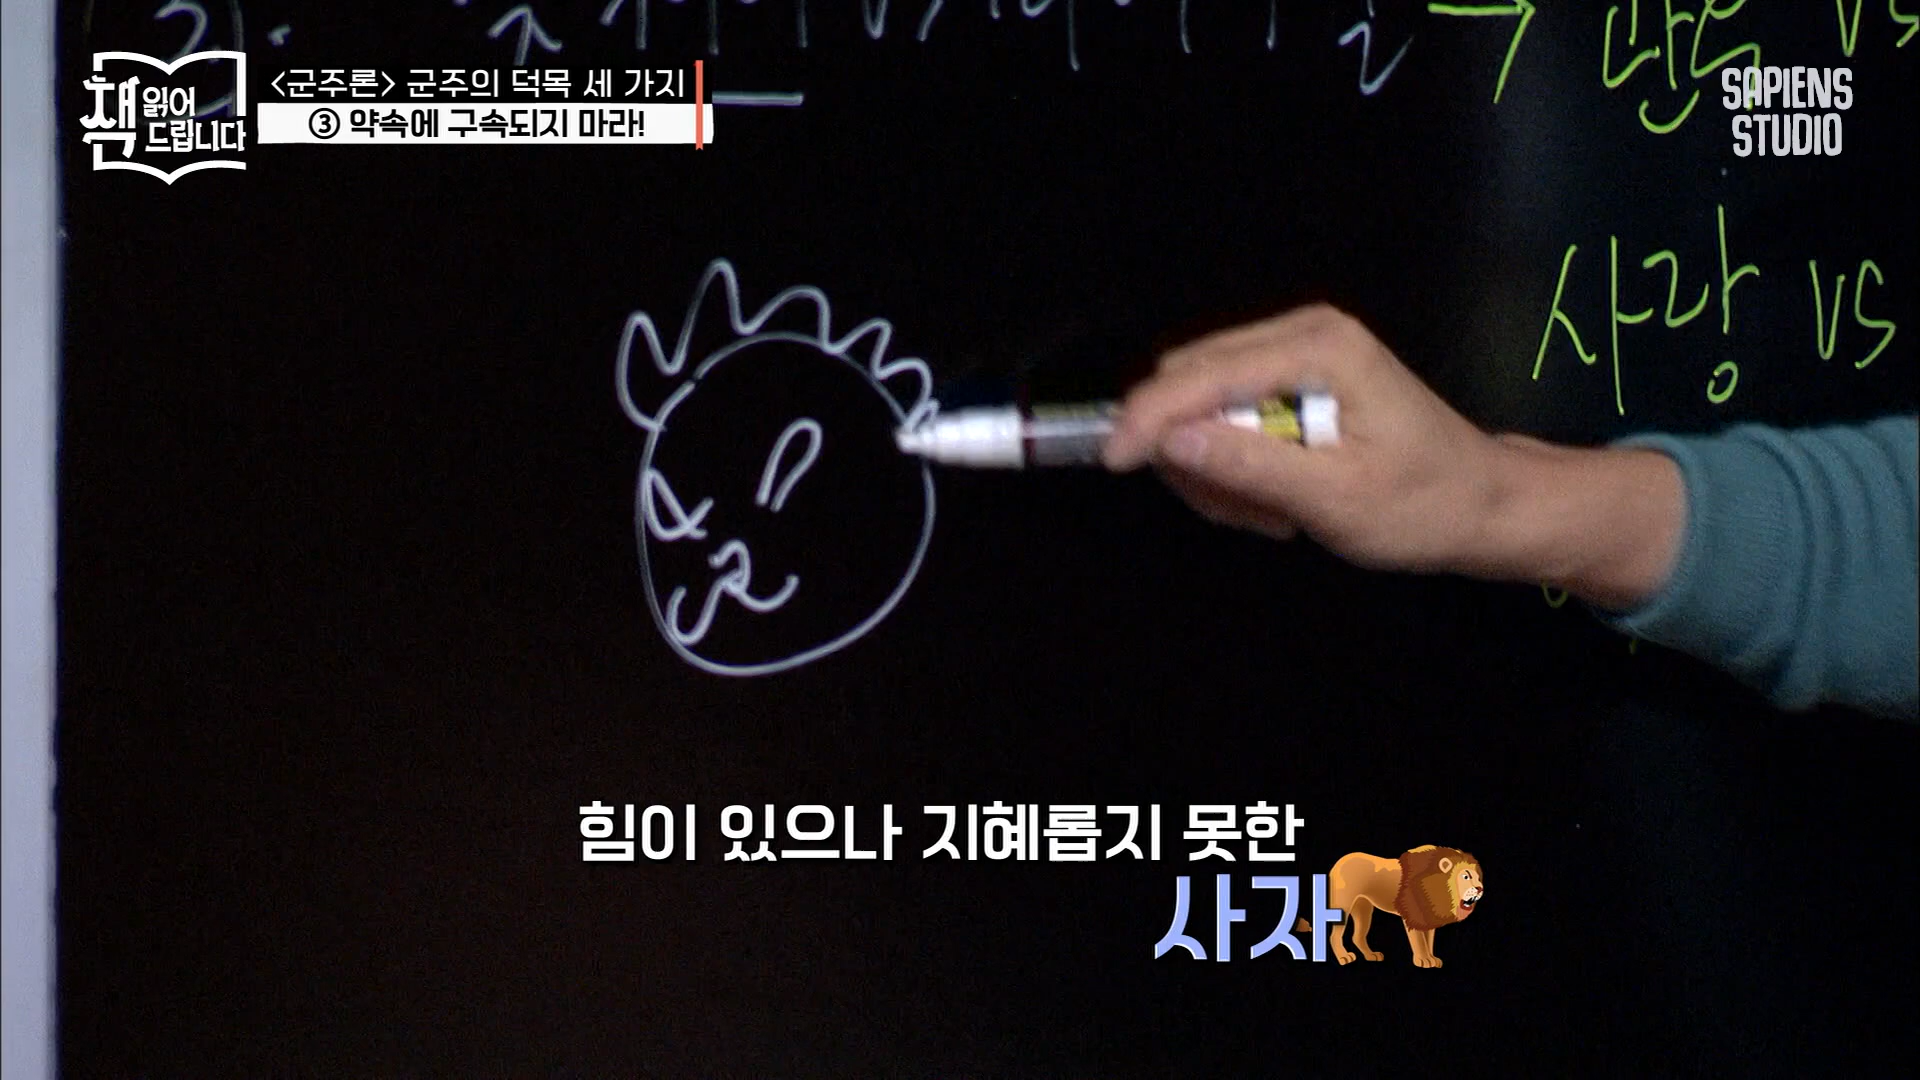 책 읽어
드립니다
<군주론> 군주의 덕목 세 가지
③ 약속에 구속되지 마라!
SAPIENS
STUDIO
vs
사랑 vs
힘이 있으나 지혜롭지 못한
사자